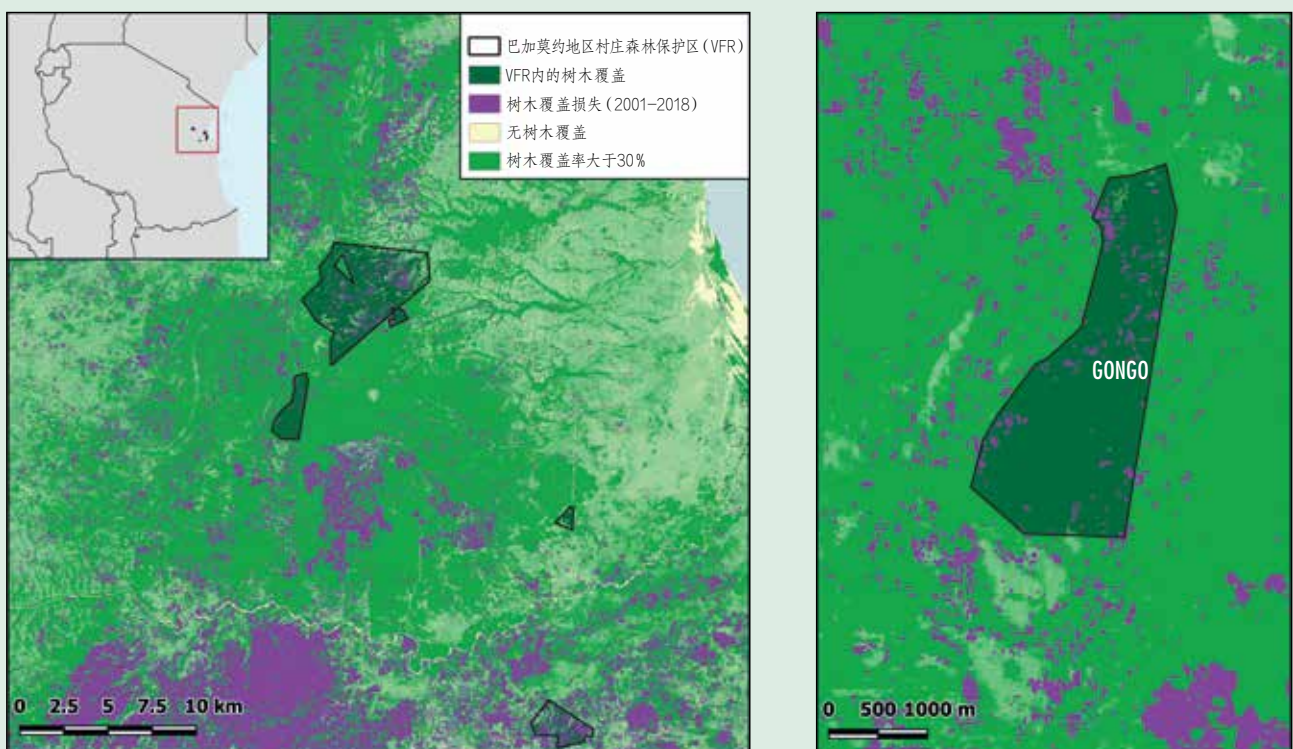 巴加莫约地区村庄森林保护区(VFR)
VFR内的树木覆盖
树木覆盖损失(2001-2018)
无树木覆盖
树木覆盖率大于30%
0 2.5 5 7.5 10 km
GONGO
0 500 1000 m